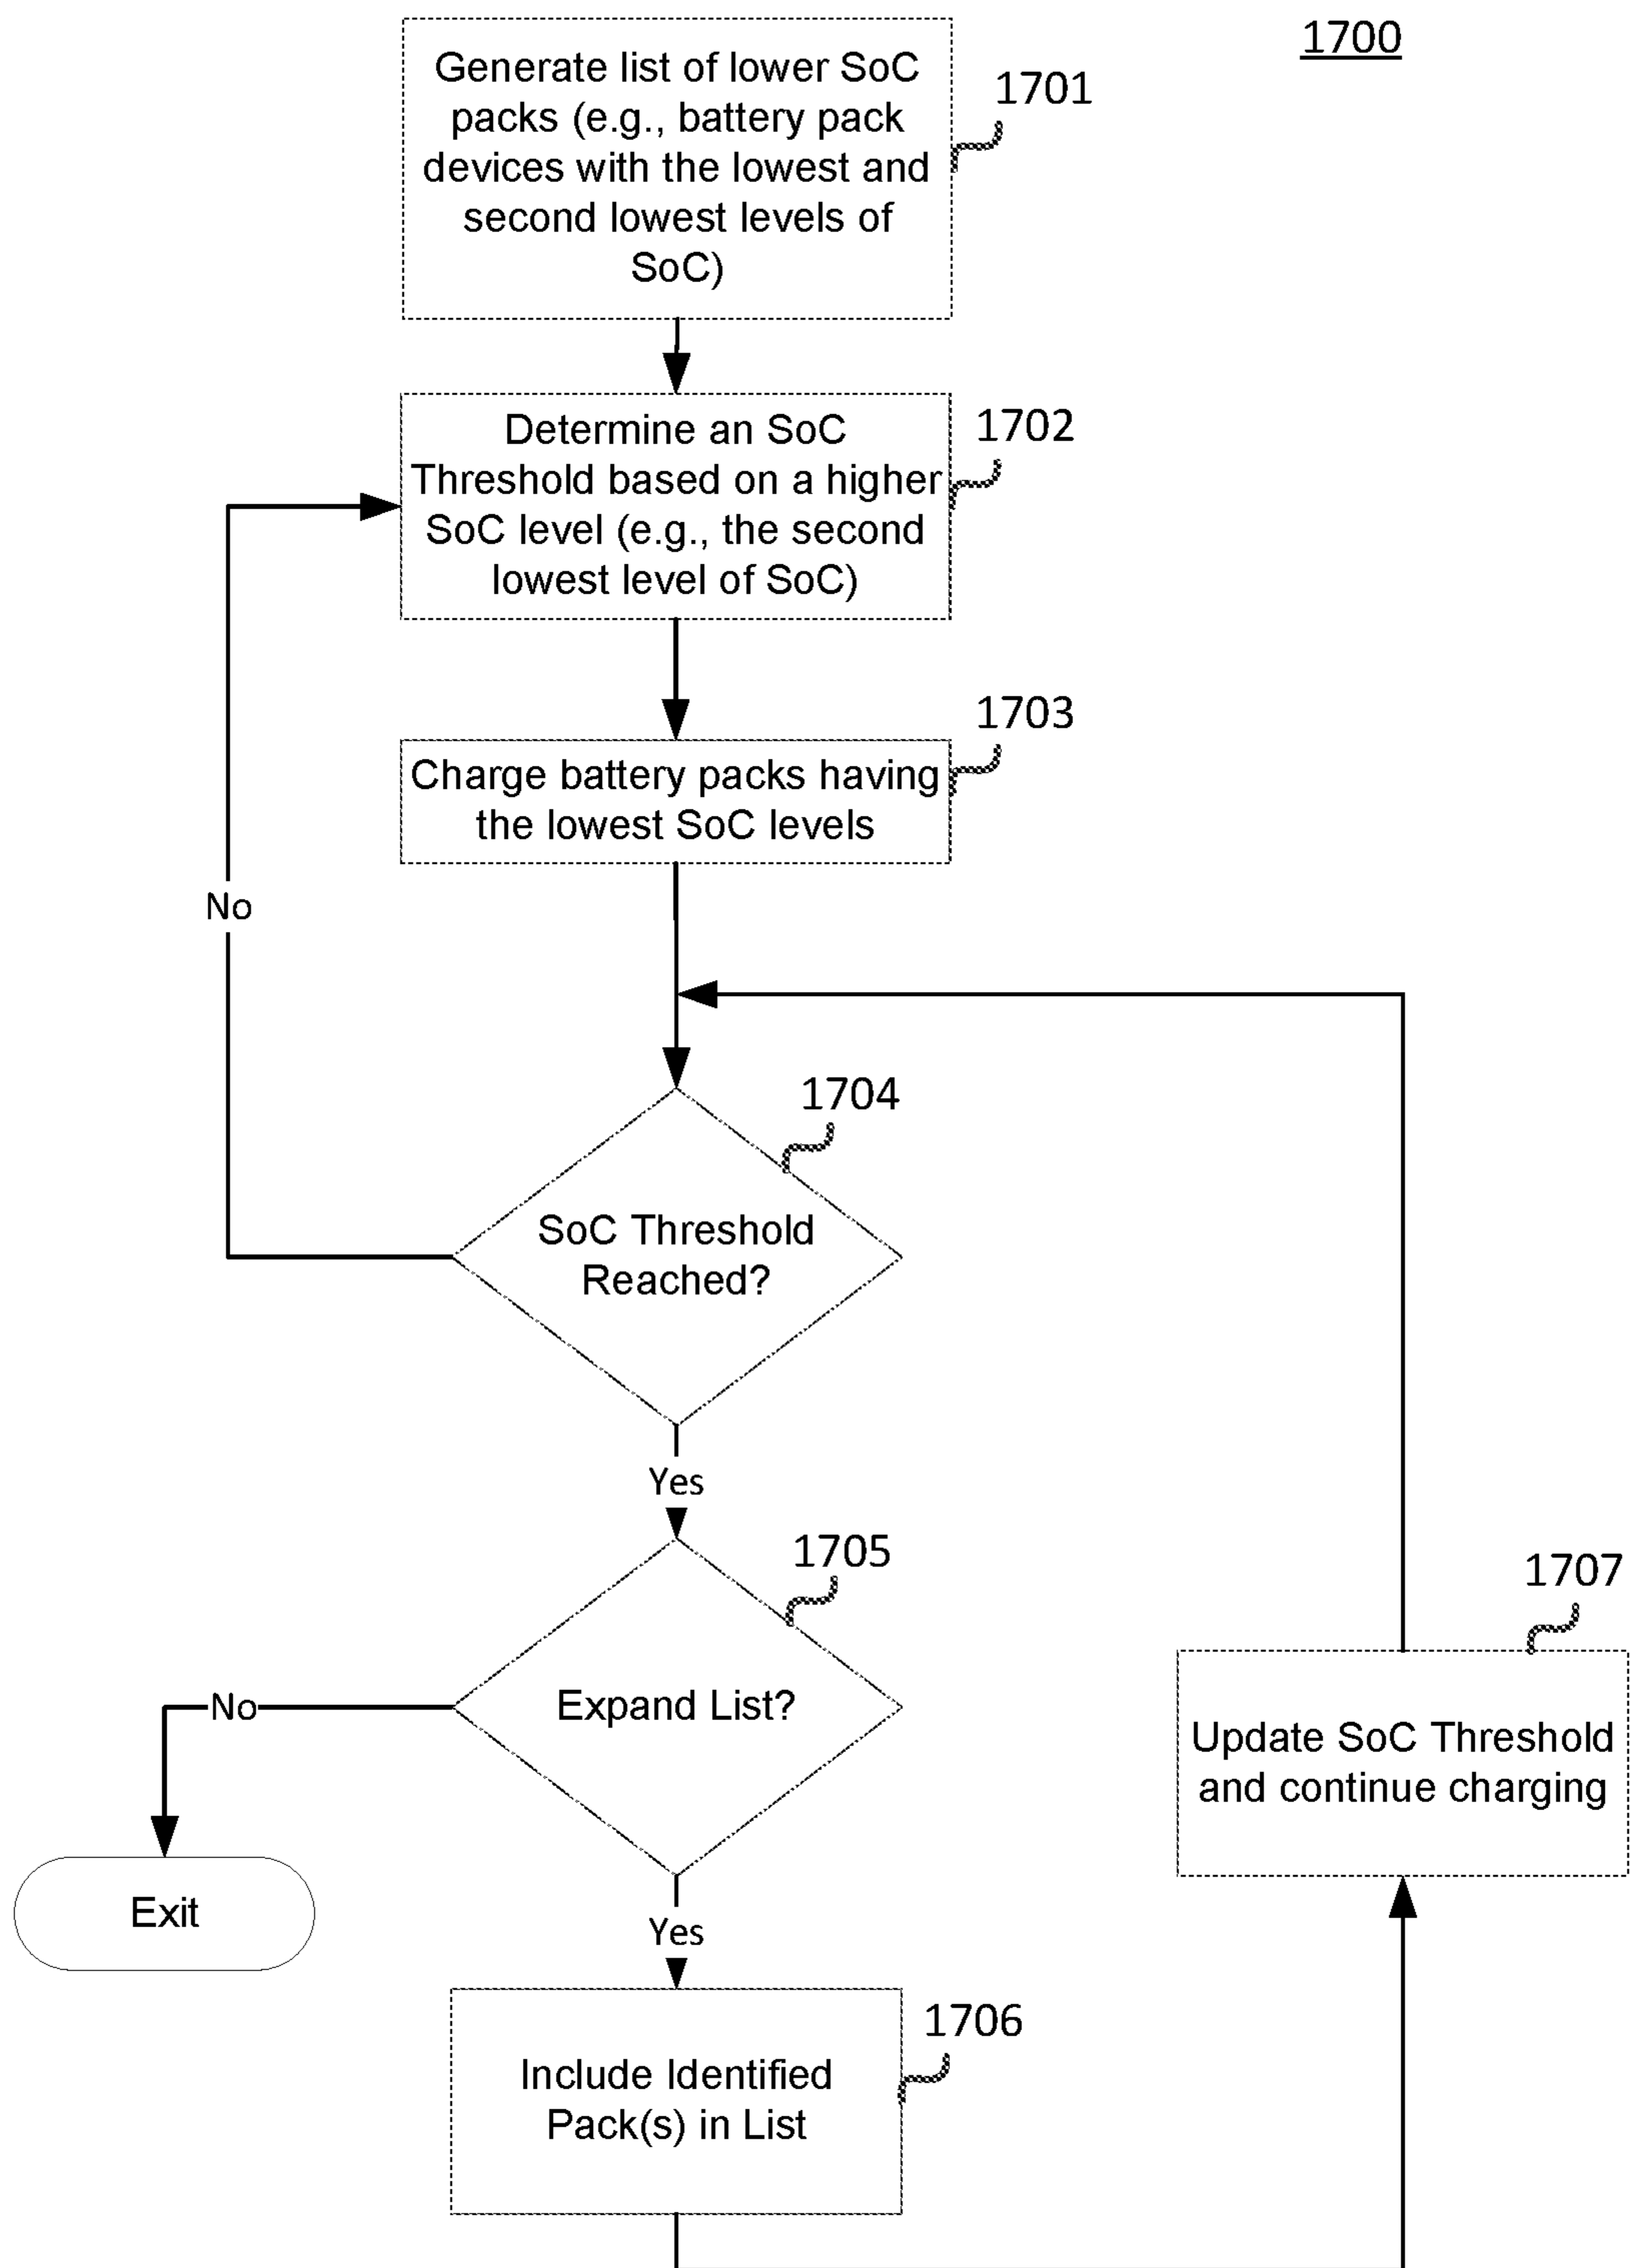 1700
Generate list of lower SoC
packs (e.g., battery pack
devices with the lowest and
second lowest levels of
SoC)
1701
Determine an SoC
Threshold based on a higher
SoC level (e.g., the second
lowest level of SoC)
1702
Charge battery packs having
the lowest SoC levels
1703
No
SoC Threshold
Reached?
1704
Yes
Expand List?
1705
No
Exit
Yes
Include Identified
Pack(s) in List
1706
Update SoC Threshold
and continue charging
1707